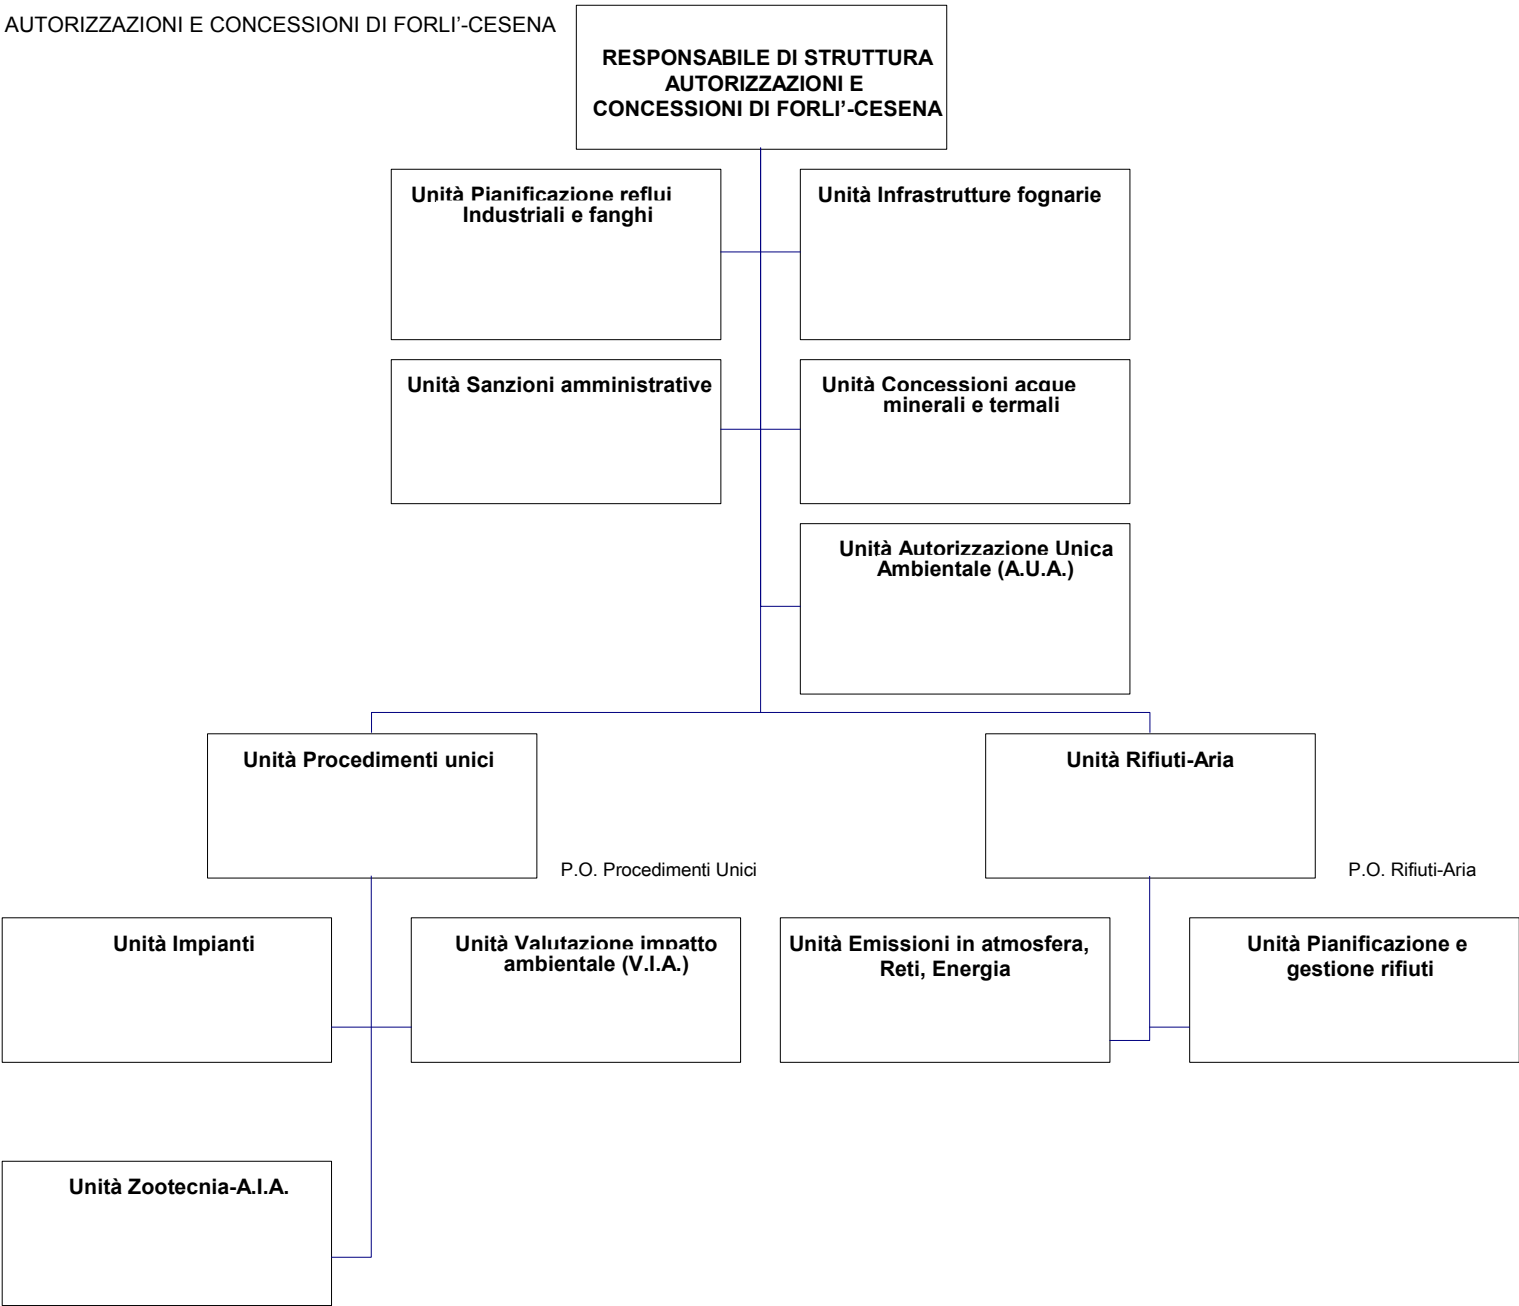 AUTORIZZAZIONI E CONCESSIONI DI FORLI’-CESENA
RESPONSABILE DI STRUTTURA
AUTORIZZAZIONI E
CONCESSIONI DI FORLI’-CESENA
Unità Pianificazione reflui
Industriali e fanghi
Unità Infrastrutture fognarie
Unità Sanzioni amministrative
Unità Concessioni acque
minerali e termali
Unità Autorizzazione Unica
Ambientale (A.U.A.)
Unità Procedimenti unici
P.O. Procedimenti Unici
Unità Rifiuti-Aria
P.O. Rifiuti-Aria
Unità Impianti
Unità Valutazione impatto
ambientale (V.I.A.)
Unità Emissioni in atmosfera,
Reti, Energia
Unità Pianificazione e
gestione rifiuti
Unità Zootecnia-A.I.A.